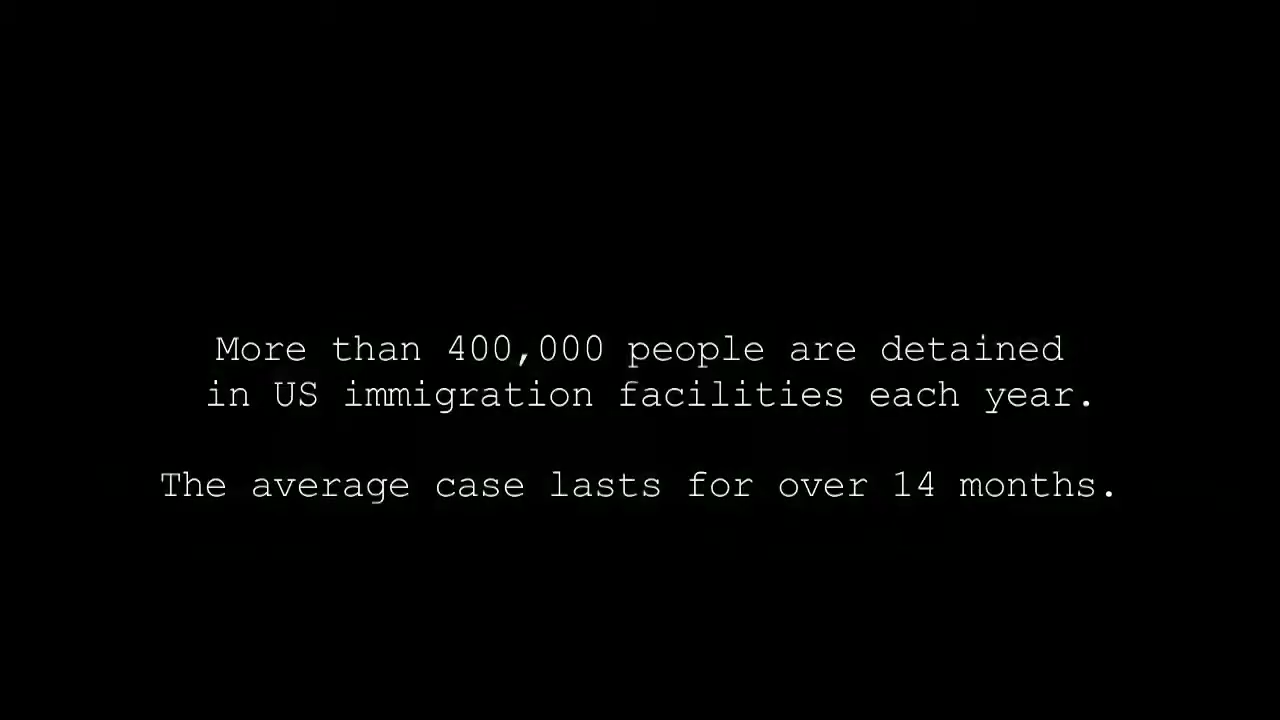 More than 400,000 people are detained
in US immigration facilities each year.
The average case lasts for over 14 months.